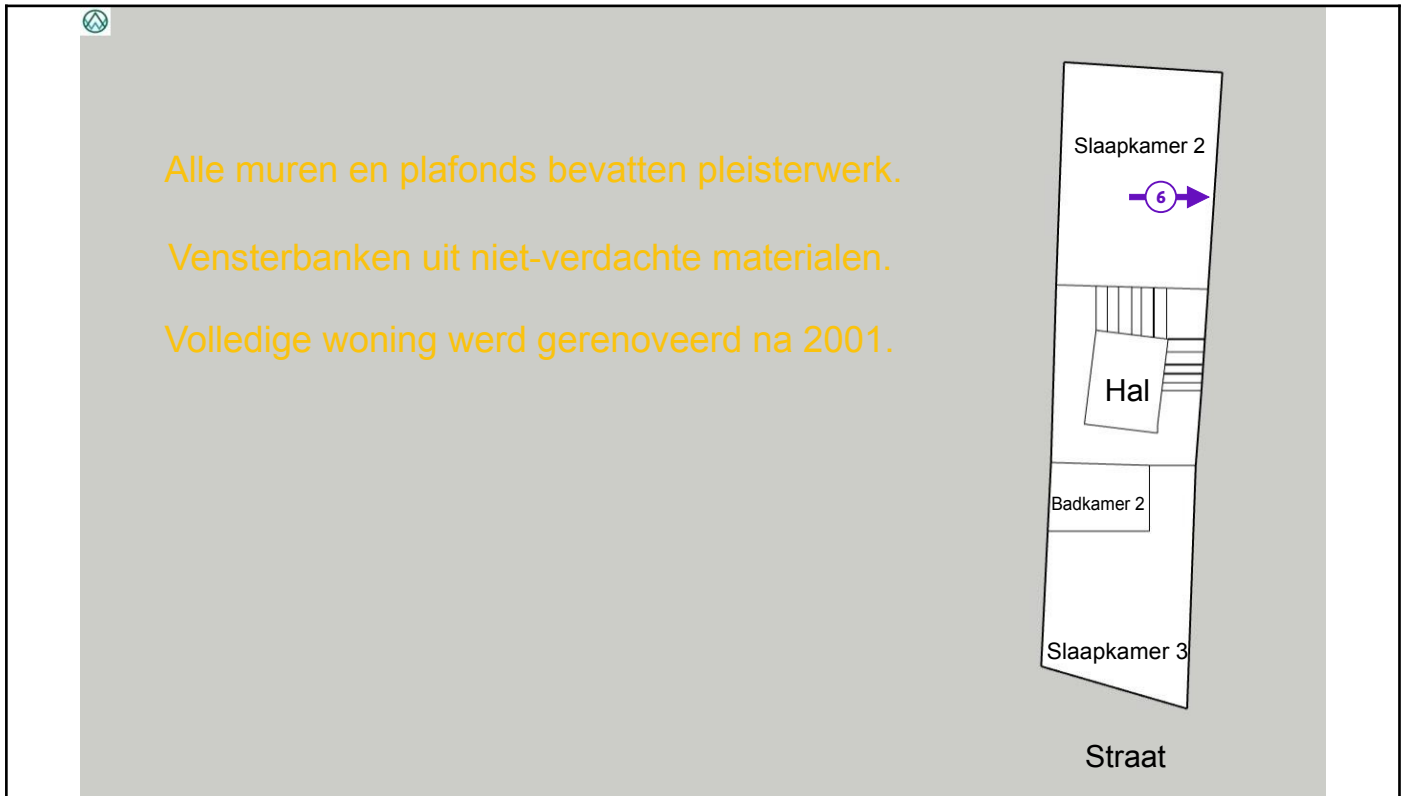 Alle muren en plafonds bevatten pleisterwerk.
Vensterbanken uit niet-verdachte materialen.
Volledige woning werd gerenoveerd na 2001.
Slaapkamer 2
6
Hal
Badkamer 2
Slaapkamer 3
Straat